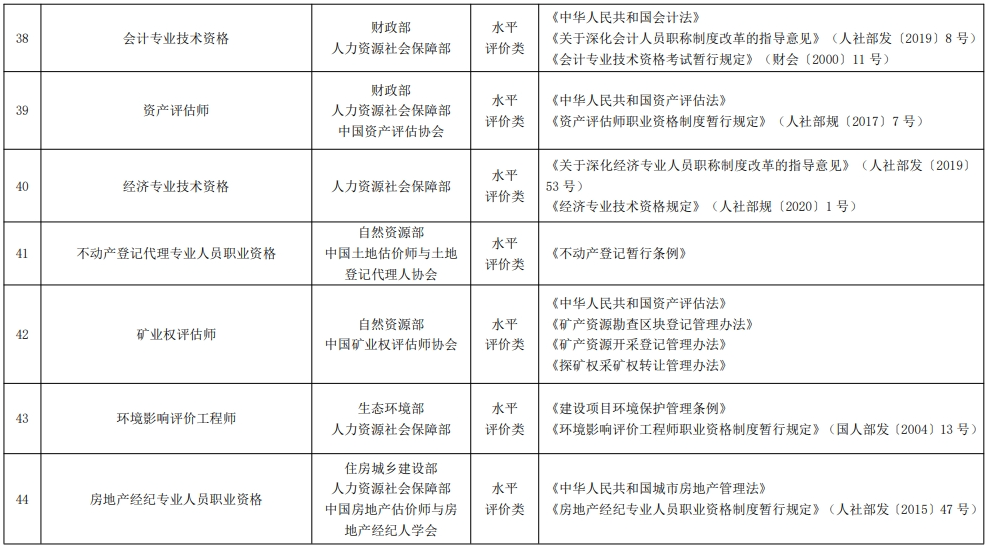 38
会计专业技术资格
财政部
人力资源社会保障部
水平
评价类
《中华人民共和国会计法》
《关于深化会计人员职称制度改革的指导意见》（人社部发〔2019〕8 号）
《会计专业技术资格考试暂行规定》（财会〔2000〕11 号）
39
资产评估师
财政部
人力资源社会保障部
中国资产评估协会
水平
评价类
《中华人民共和国资产评估法》
《资产评估师职业资格制度暂行规定》（人社部规〔2017〕7 号）
40
经济专业技术资格
人力资源社会保障部
水平
评价类
《关于深化经济专业人员职称制度改革的指导意见》（人社部发〔2019〕
53 号）
《经济专业技术资格规定》（人社部规〔2020〕1 号）
41
不动产登记代理专业人员职业资格
自然资源部
中国土地估价师与土地
登记代理人协会
水平
评价类
《不动产登记暂行条例》
42
矿业权评估师
自然资源部
中国矿业权评估师协会
水平
评价类
《中华人民共和国资产评估法》
《矿产资源勘查区块登记管理办法》
《矿产资源开采登记管理办法》
《探矿权采矿权转让管理办法》
43
环境影响评价工程师
生态环境部
人力资源社会保障部
水平
评价类
《建设项目环境保护管理条例》
《环境影响评价工程师职业资格制度暂行规定》（国人部发〔2004〕13 号）
44
房地产经纪专业人员职业资格
住房城乡建设部
人力资源社会保障部
中国房地产估价师与房
地产经纪人学会
水平
评价类
《中华人民共和国城市房地产管理法》
《房地产经纪专业人员职业资格制度暂行规定》（人社部发〔2015〕47 号）